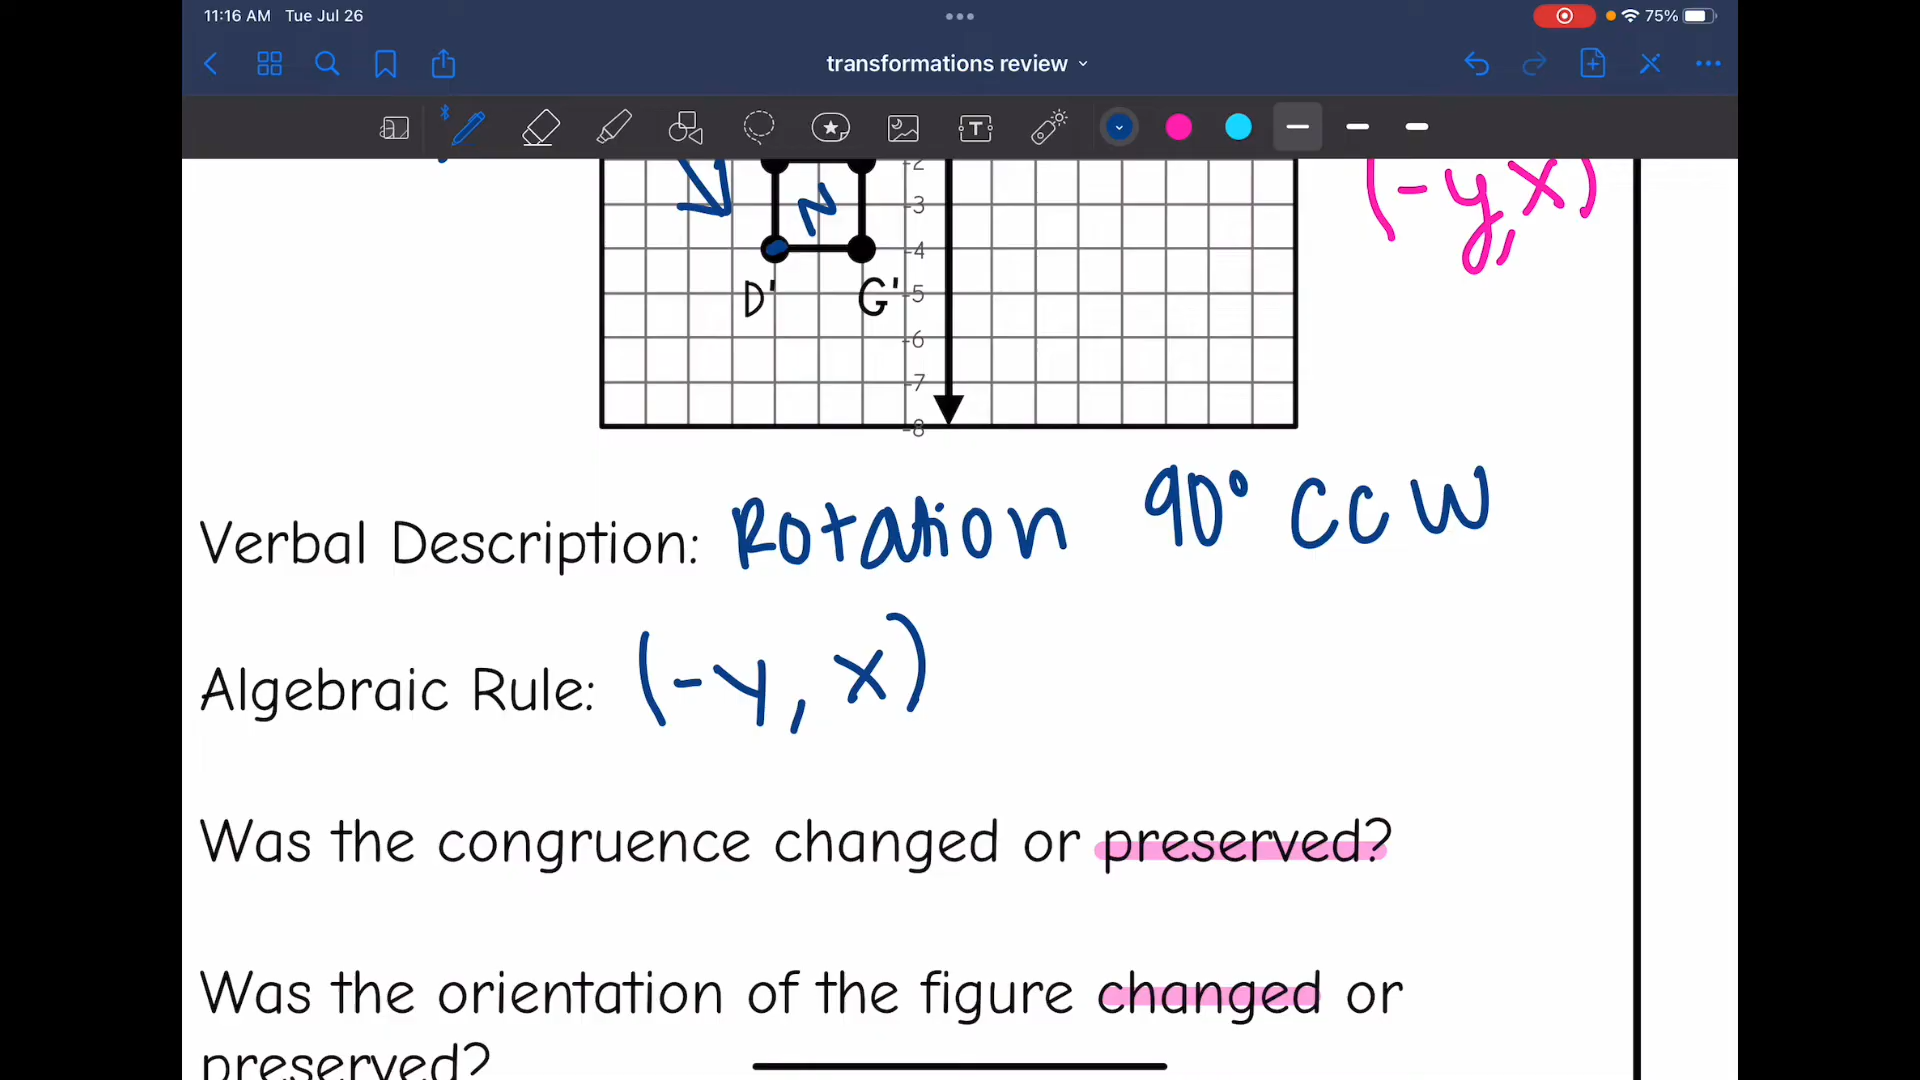 11:16 AM Tue Jul 26
75%
transformations review
T
-2
-3
-4
-5
-6
-7
-8
N
D' G'
(-y, x)
Verbal Description: Rotation 90° CCW
Algebraic Rule: (-y, x)
Was the congruence changed or preserved?
Was the orientation of the figure changed or
preserved?